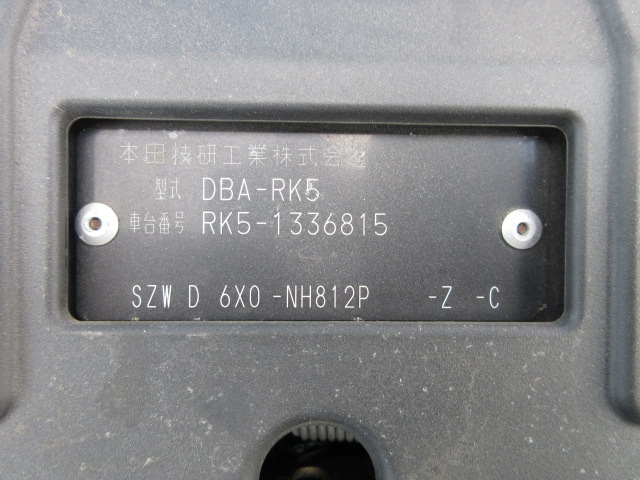 本田技研工業株式会社
型式 DBA-RK5
車台番号 RK5-1336815
SZW D 6X0 -NH812P -Z -C